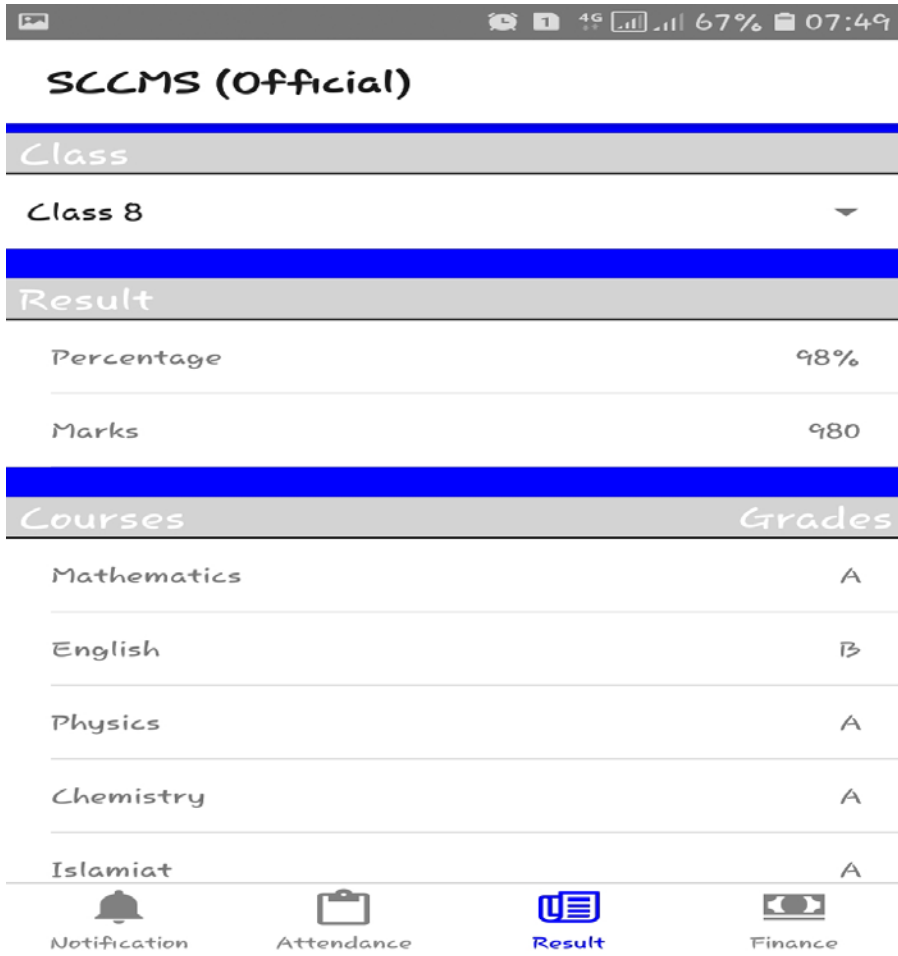 4G 67% 07:49
SCCMS (Official)
Class
Class 8
Result
Percentage 98%
Marks 980
Courses Grades
Mathematics A
English B
Physics A
Chemistry A
Islamiat A
Notification Attendance Result Finance